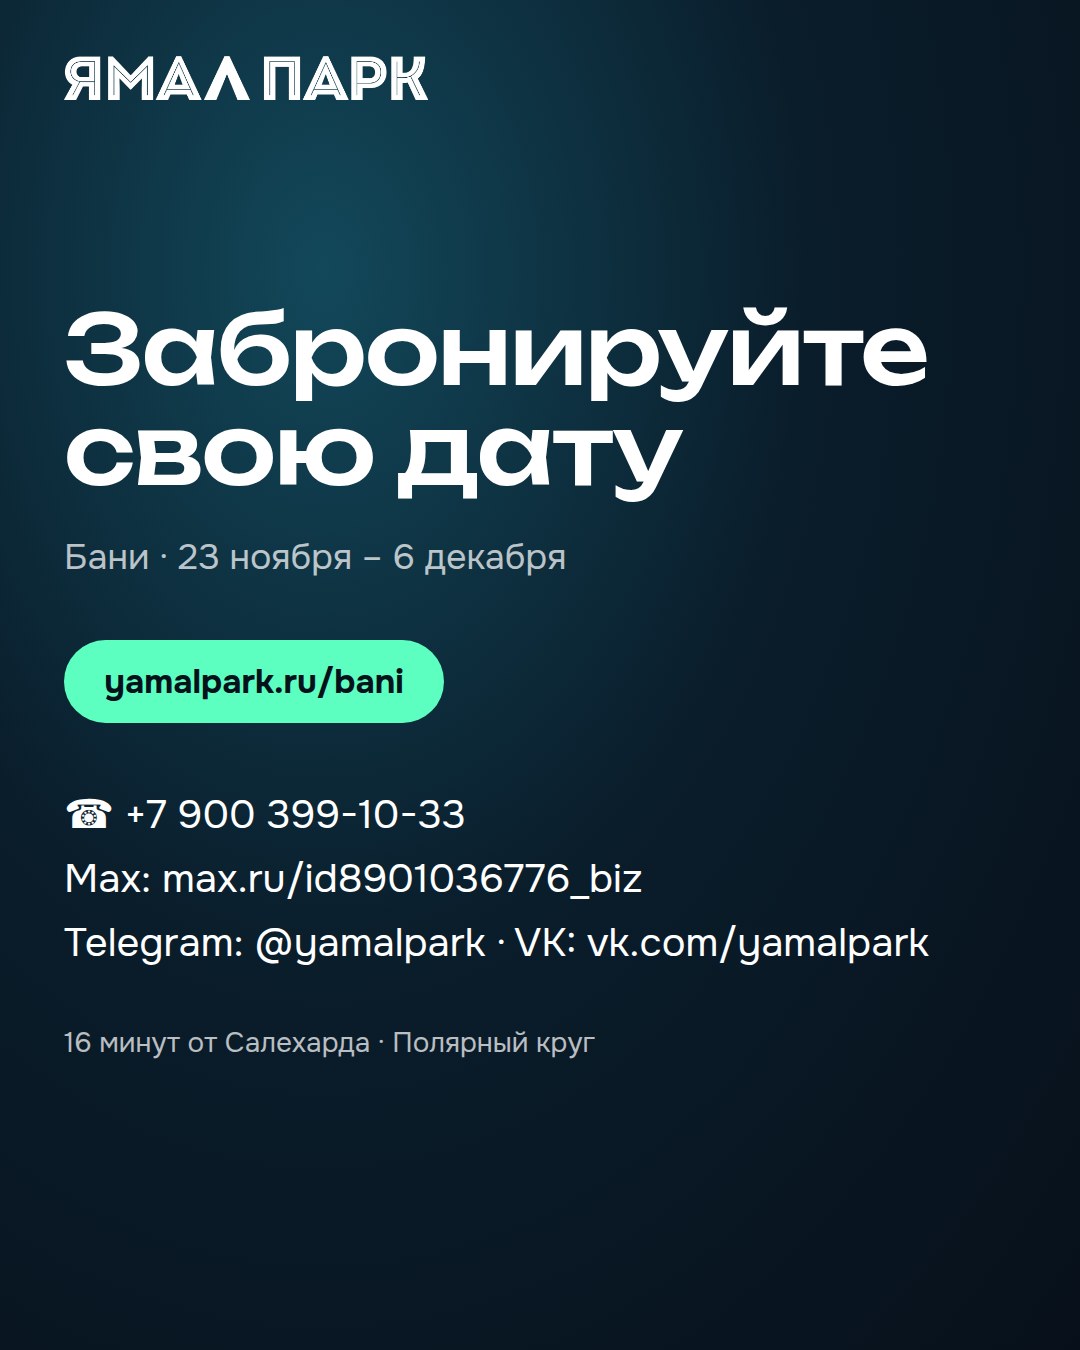 ЯМАЛ ПАРК
Забронируйте
свою дату
Бани · 23 ноября – 6 декабря
yamalpark.ru/bani
☎ +7 900 399-10-33
Max: max.ru/id8901036776_biz
Telegram: @yamalpark · VK: vk.com/yamalpark
16 минут от Салехарда · Полярный круг